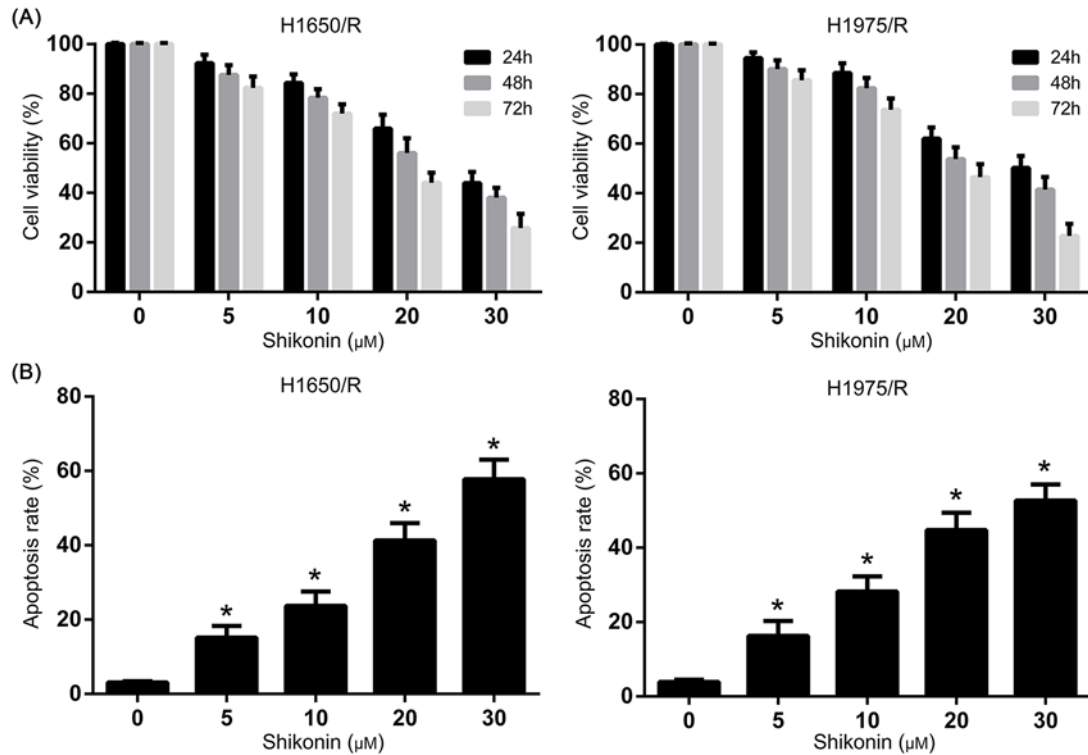 (A)
H1650/R
Cell viability (%)
100
80
60
40
20
0
24h
48h
72h
0 5 10 20 30
Shikonin (μM)
H1975/R
Cell viability (%)
100
80
60
40
20
0
24h
48h
72h
0 5 10 20 30
Shikonin (μM)
(B)
H1650/R
Apoptosis rate (%)
80
60
40
20
0
* * * *
0 5 10 20 30
Shikonin (μM)
H1975/R
Apoptosis rate (%)
80
60
40
20
0
* * * *
0 5 10 20 30
Shikonin (μM)